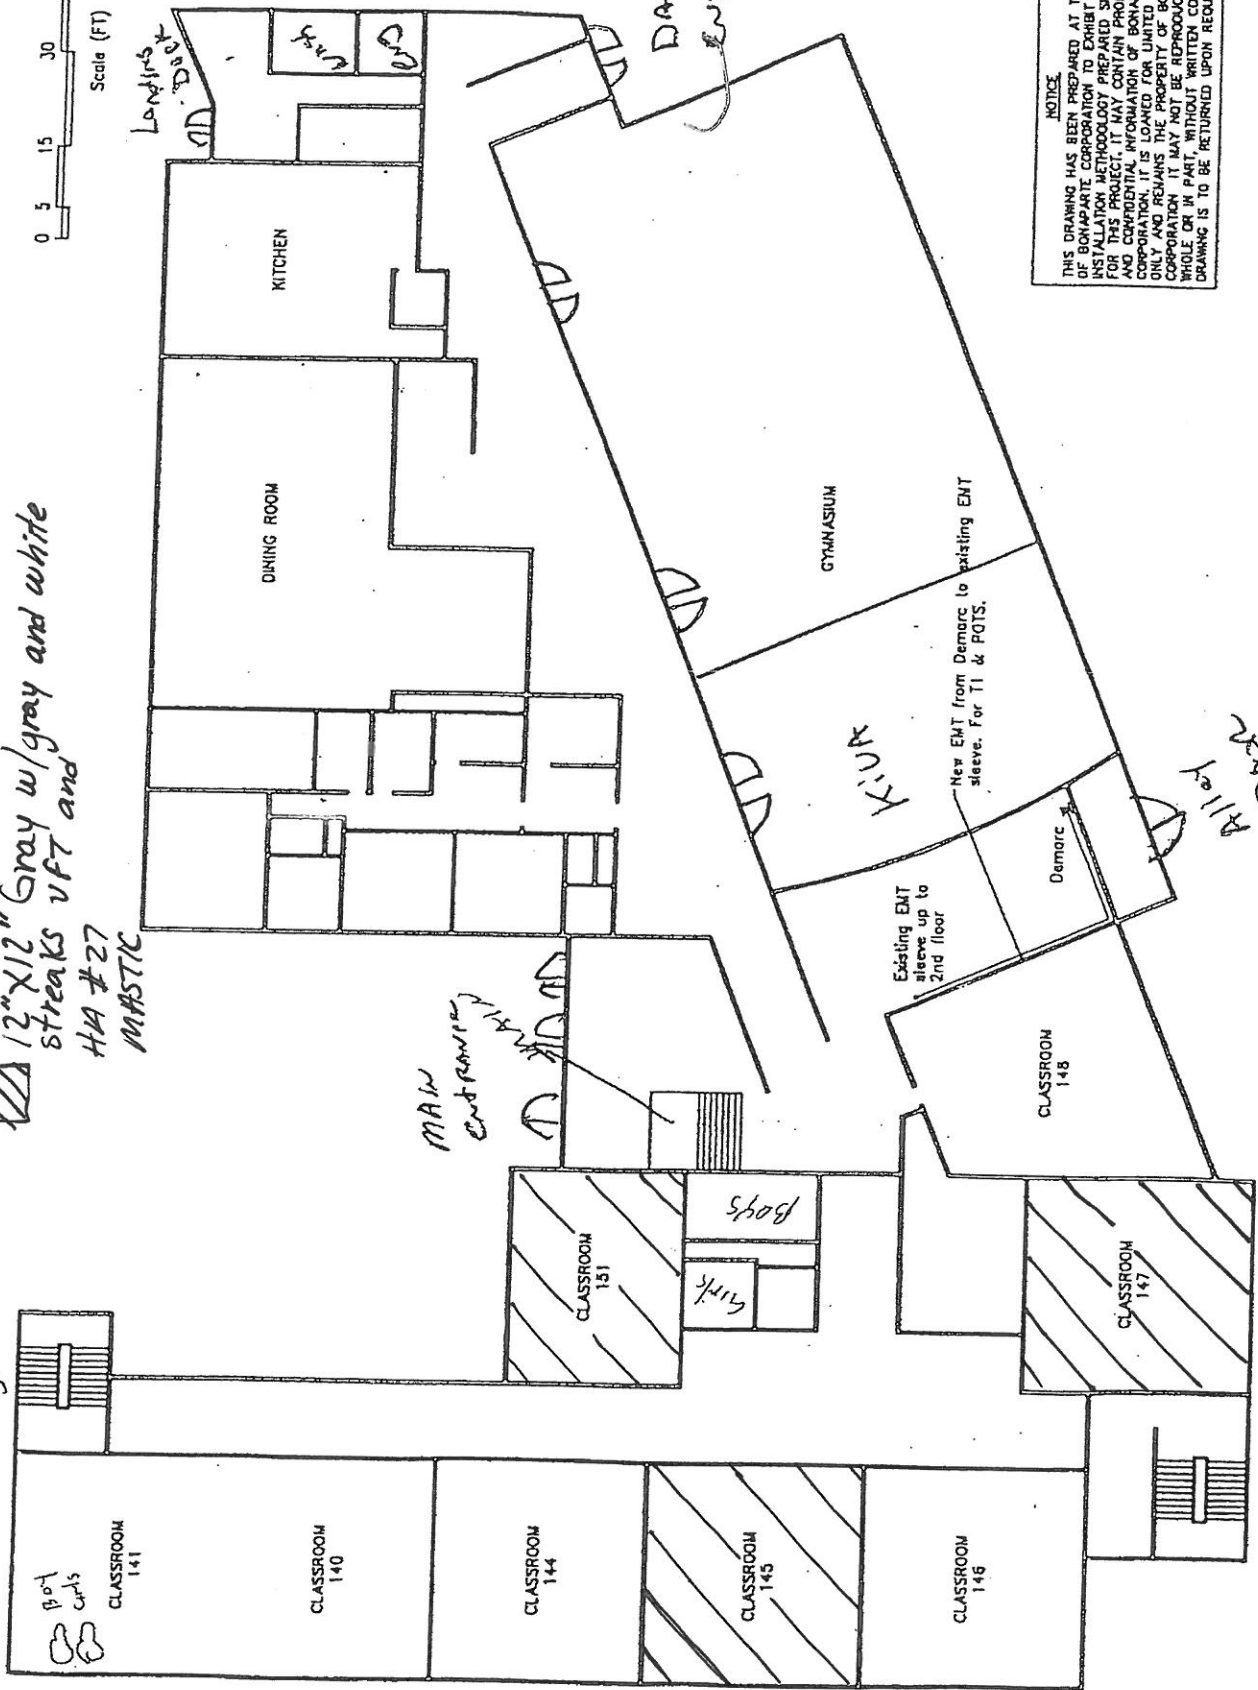 0 5 15 30
Scale (FT)
12"X12" Gray w/gray and white
streaks VFT and
HA #27
MASTIC
Dock
KITCHEN
DINING ROOM
GYMNASIUM
KIVA
New EMT from Demarc to existing EMT
sleeve. For T1 & POTS.
Existing EMT
sleeve up to
2nd floor
Demarc
Alley
MAIN
entrance
Boys
Girls
CLASSROOM
151
CLASSROOM
148
CLASSROOM
147
Boy
Girls
CLASSROOM
141
CLASSROOM
140
CLASSROOM
144
CLASSROOM
145
CLASSROOM
146
NOTICE
THIS DRAWING HAS BEEN PREPARED AT T
OF BONAPARTE CORPORATION TO EXHIBIT
INSTALLATION METHODOLOGY PREPARED S
FOR THIS PROJECT. IT MAY CONTAIN PRO
AND CONFIDENTIAL INFORMATION OF BONA
CORPORATION. IT IS LOANED FOR LIMITED
ONLY AND REMAINS THE PROPERTY OF BO
CORPORATION IT MAY NOT BE REPRODUC
WHOLE OR IN PART, WITHOUT WRITTEN CO
DRAWING IS TO BE RETURNED UPON REQU